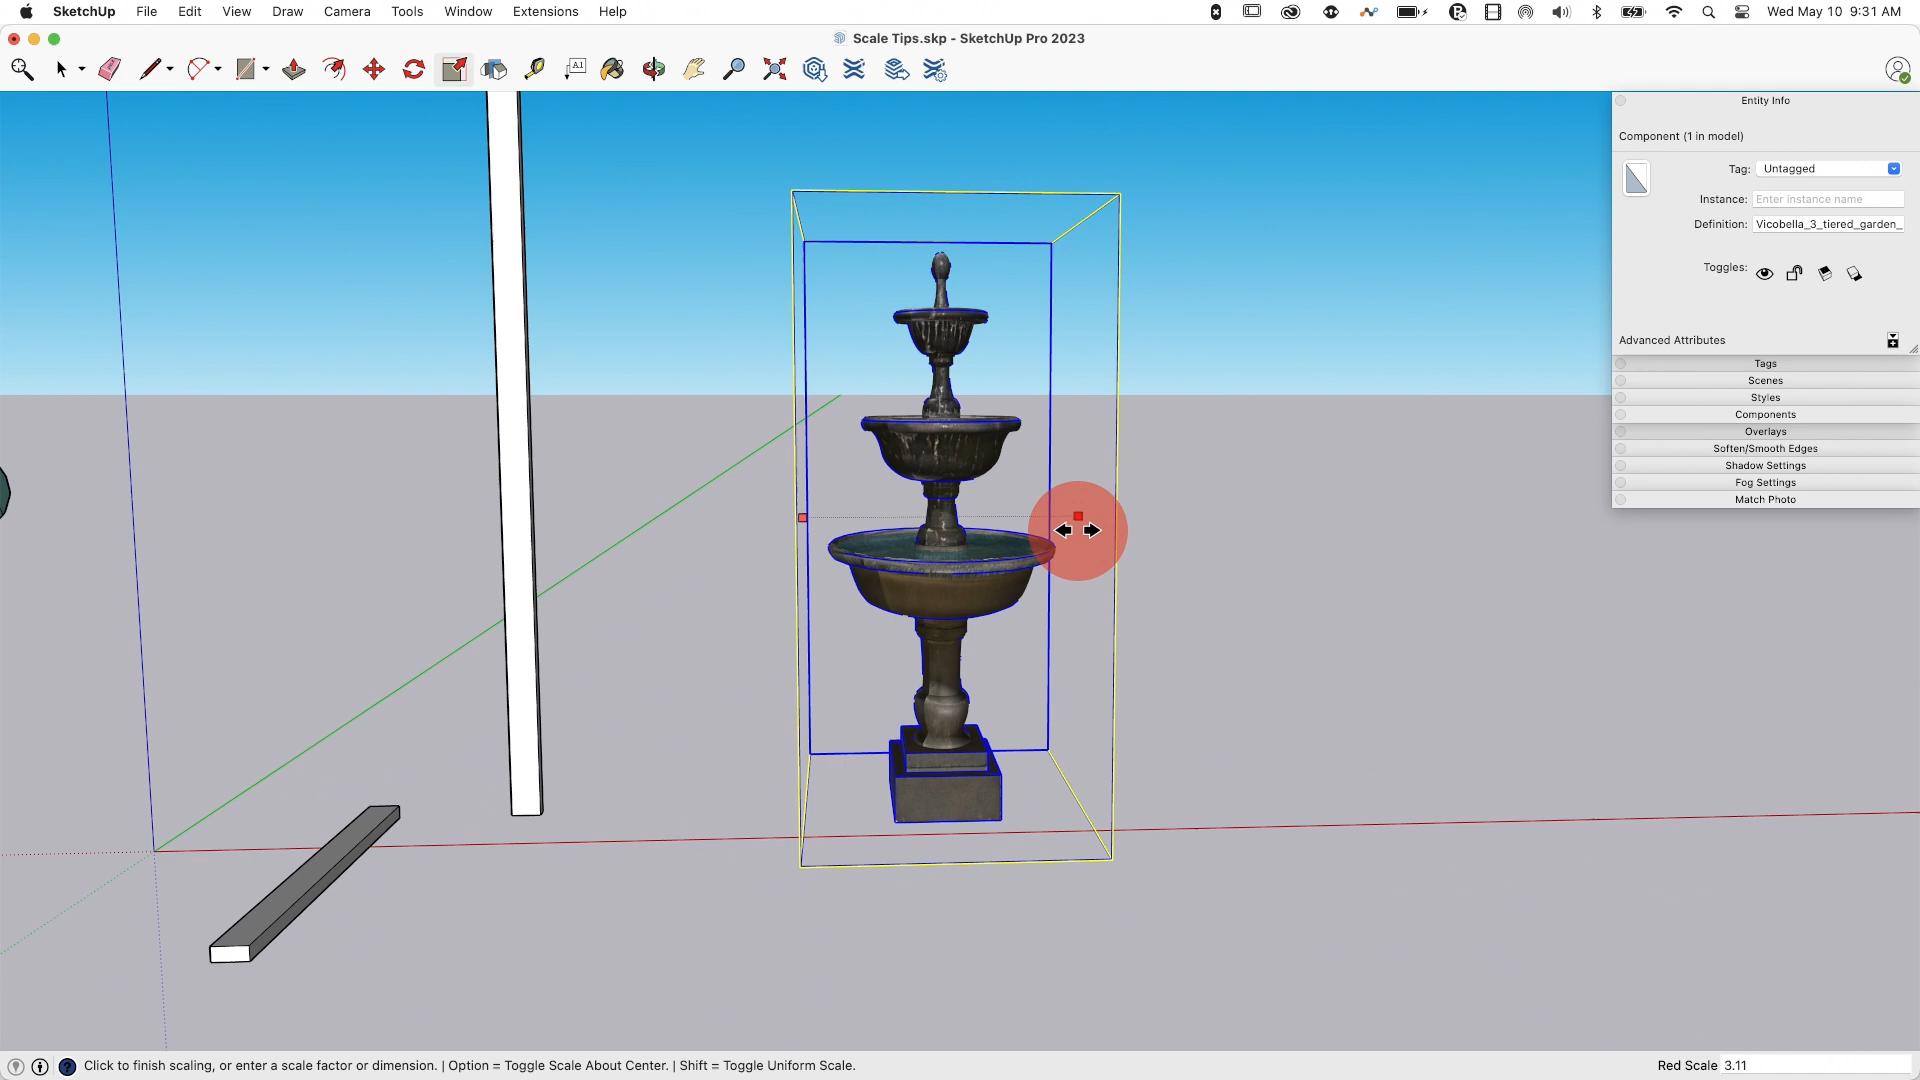 SketchUp File Edit View Draw Camera Tools Window Extensions Help Wed May 10 9:31 AM
Scale Tips.skp - SketchUp Pro 2023
A1
Entity Info
Component (1 in model)
Tag: Untagged
Instance: Enter instance name
Definition: Vicobella_3_tiered_garden_
Toggles:
Advanced Attributes
Tags
Scenes
Styles
Components
Overlays
Soften/Smooth Edges
Shadow Settings
Fog Settings
Match Photo
Click to finish scaling, or enter a scale factor or dimension. | Option = Toggle Scale About Center. | Shift = Toggle Uniform Scale. Red Scale 3.11